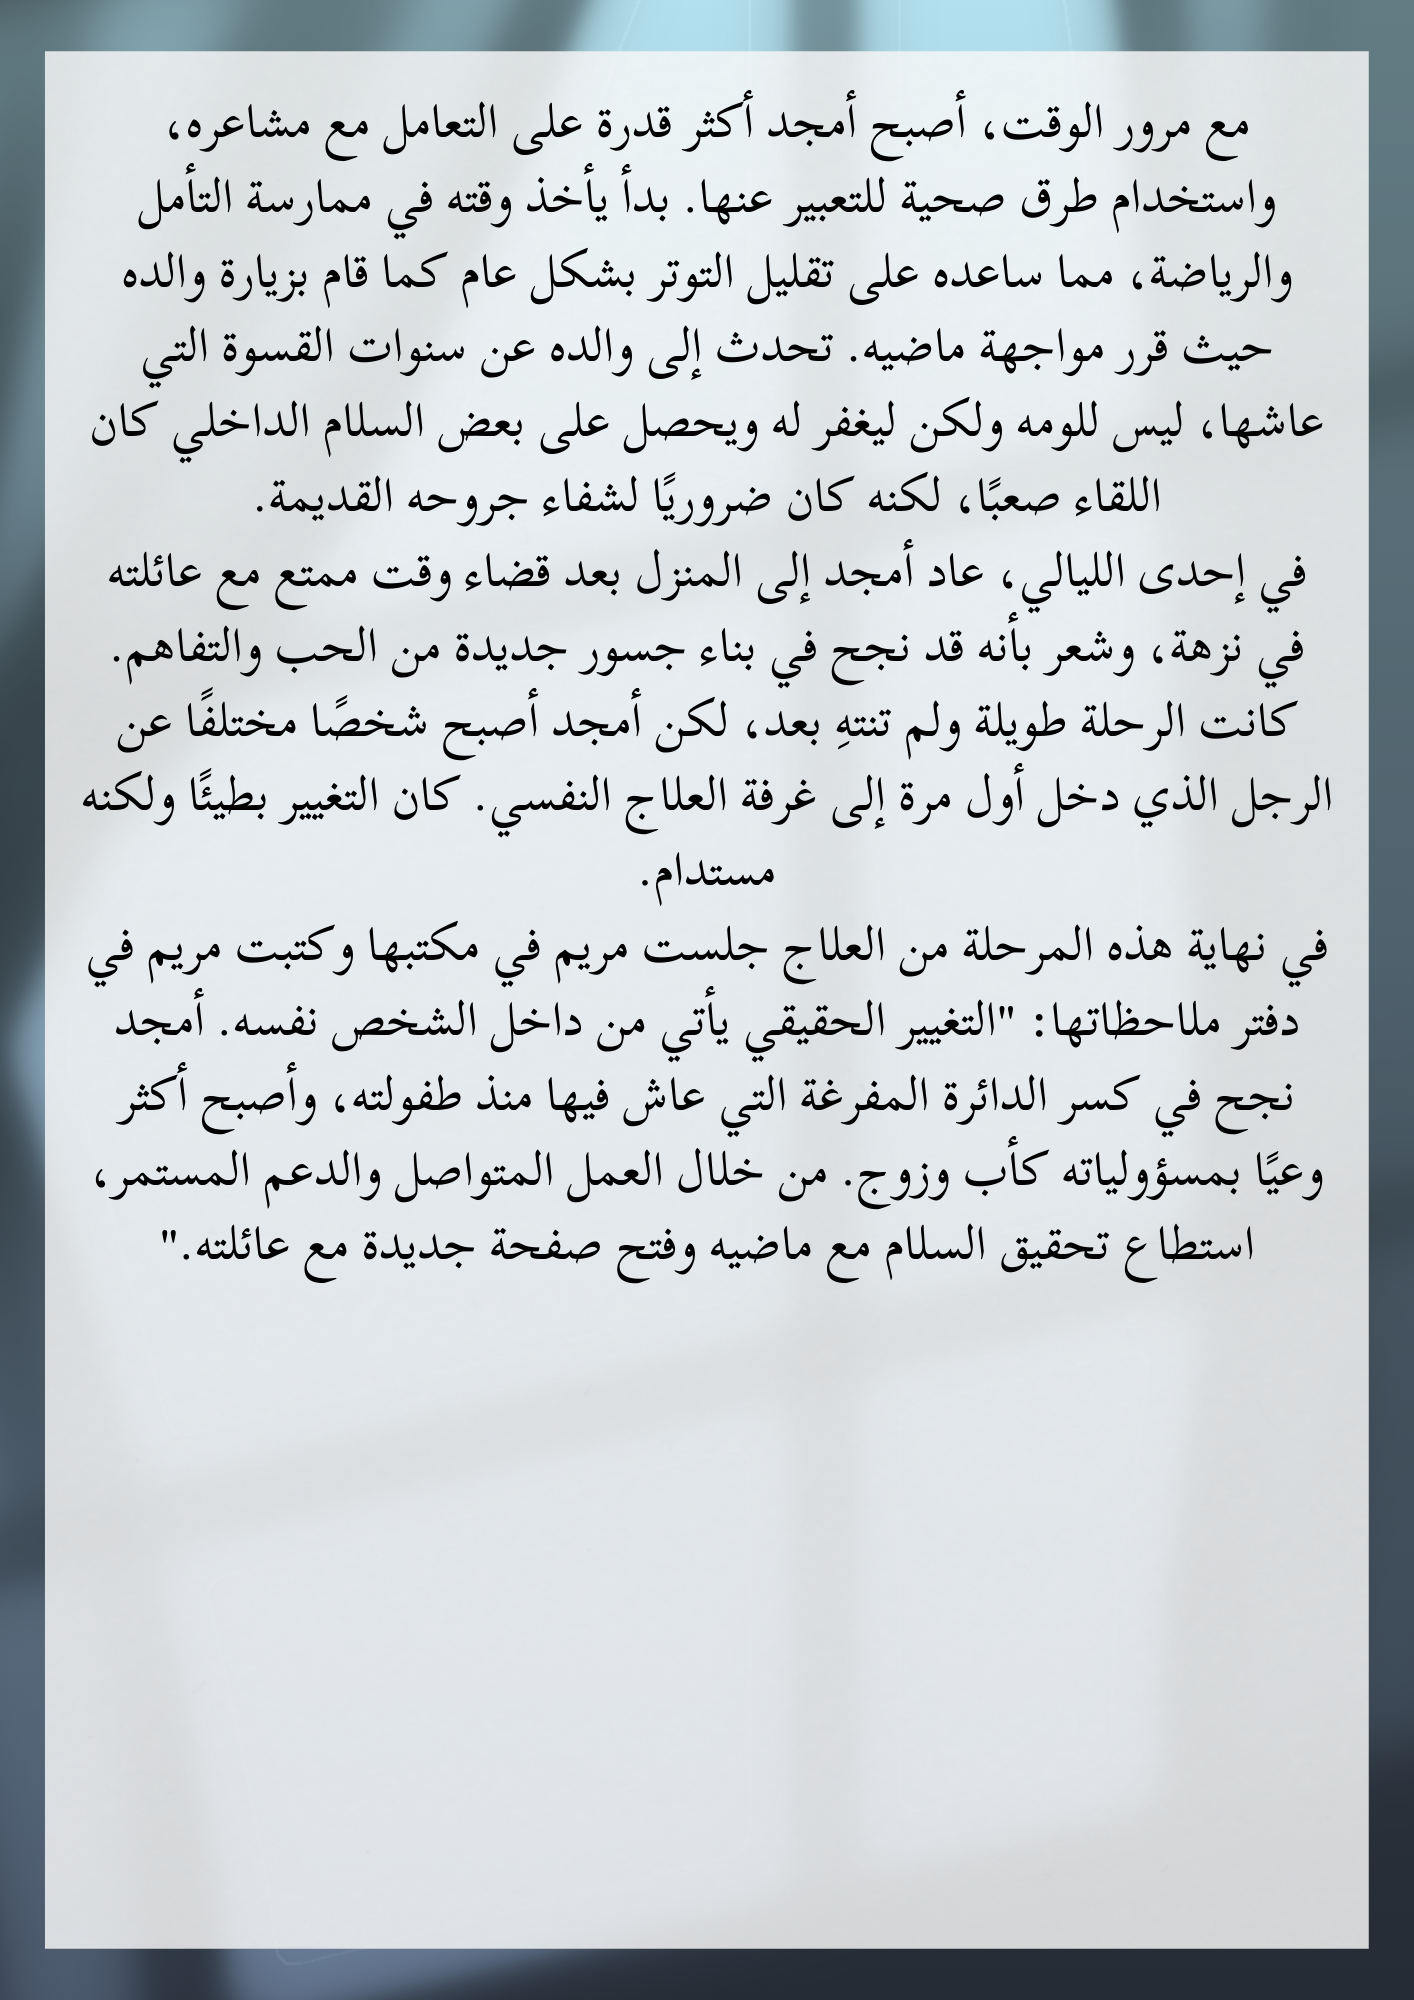 مع مرور الوقت، أصبح أمجد أكثر قدرة على التعامل مع مشاعره،
واستخدام طرق صحية للتعبير عنها. بدأ يأخذ وقته في ممارسة التأمل
والرياضة، مما ساعده على تقليل التوتر بشكل عام كما قام بزيارة والده
حيث قرر مواجهة ماضيه. تحدث إلى والده عن سنوات القسوة التي
عاشها، ليس للومه ولكن ليغفر له ويحصل على بعض السلام الداخلي كان
اللقاء صعبًا، لكنه كان ضروريًا لشفاء جروحه القديمة.
في إحدى الليالي، عاد أمجد إلى المنزل بعد قضاء وقت ممتع مع عائلته
في نزهة، وشعر بأنه قد نجح في بناء جسور جديدة من الحب والتفاهم.
كانت الرحلة طويلة ولم تنتهِ بعد، لكن أمجد أصبح شخصًا مختلفًا عن
الرجل الذي دخل أول مرة إلى غرفة العلاج النفسي. كان التغيير بطيئًا ولكنه
مستدام.
في نهاية هذه المرحلة من العلاج جلست مريم في مكتبها وكتبت مريم في
دفتر ملاحظاتها: "التغيير الحقيقي يأتي من داخل الشخص نفسه. أمجد
نجح في كسر الدائرة المفرغة التي عاش فيها منذ طفولته، وأصبح أكثر
وعيًا بمسؤولياته كأب وزوج. من خلال العمل المتواصل والدعم المستمر،
استطاع تحقيق السلام مع ماضيه وفتح صفحة جديدة مع عائلته."